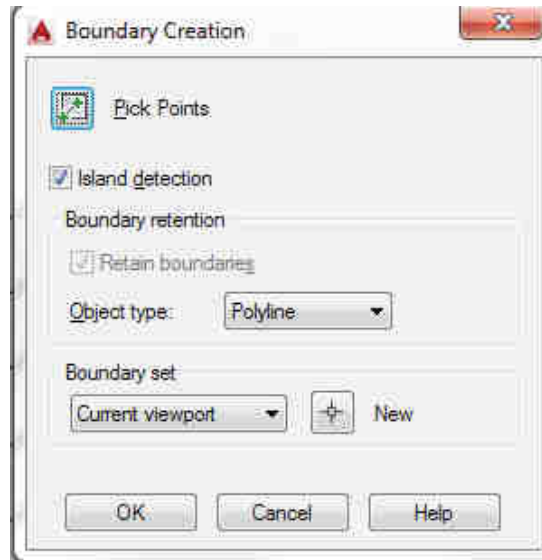 Boundary Creation
Pick Points
Island detection
Boundary retention
Retain boundaries
Object type: Polyline
Boundary set
Current viewport New
OK Cancel Help